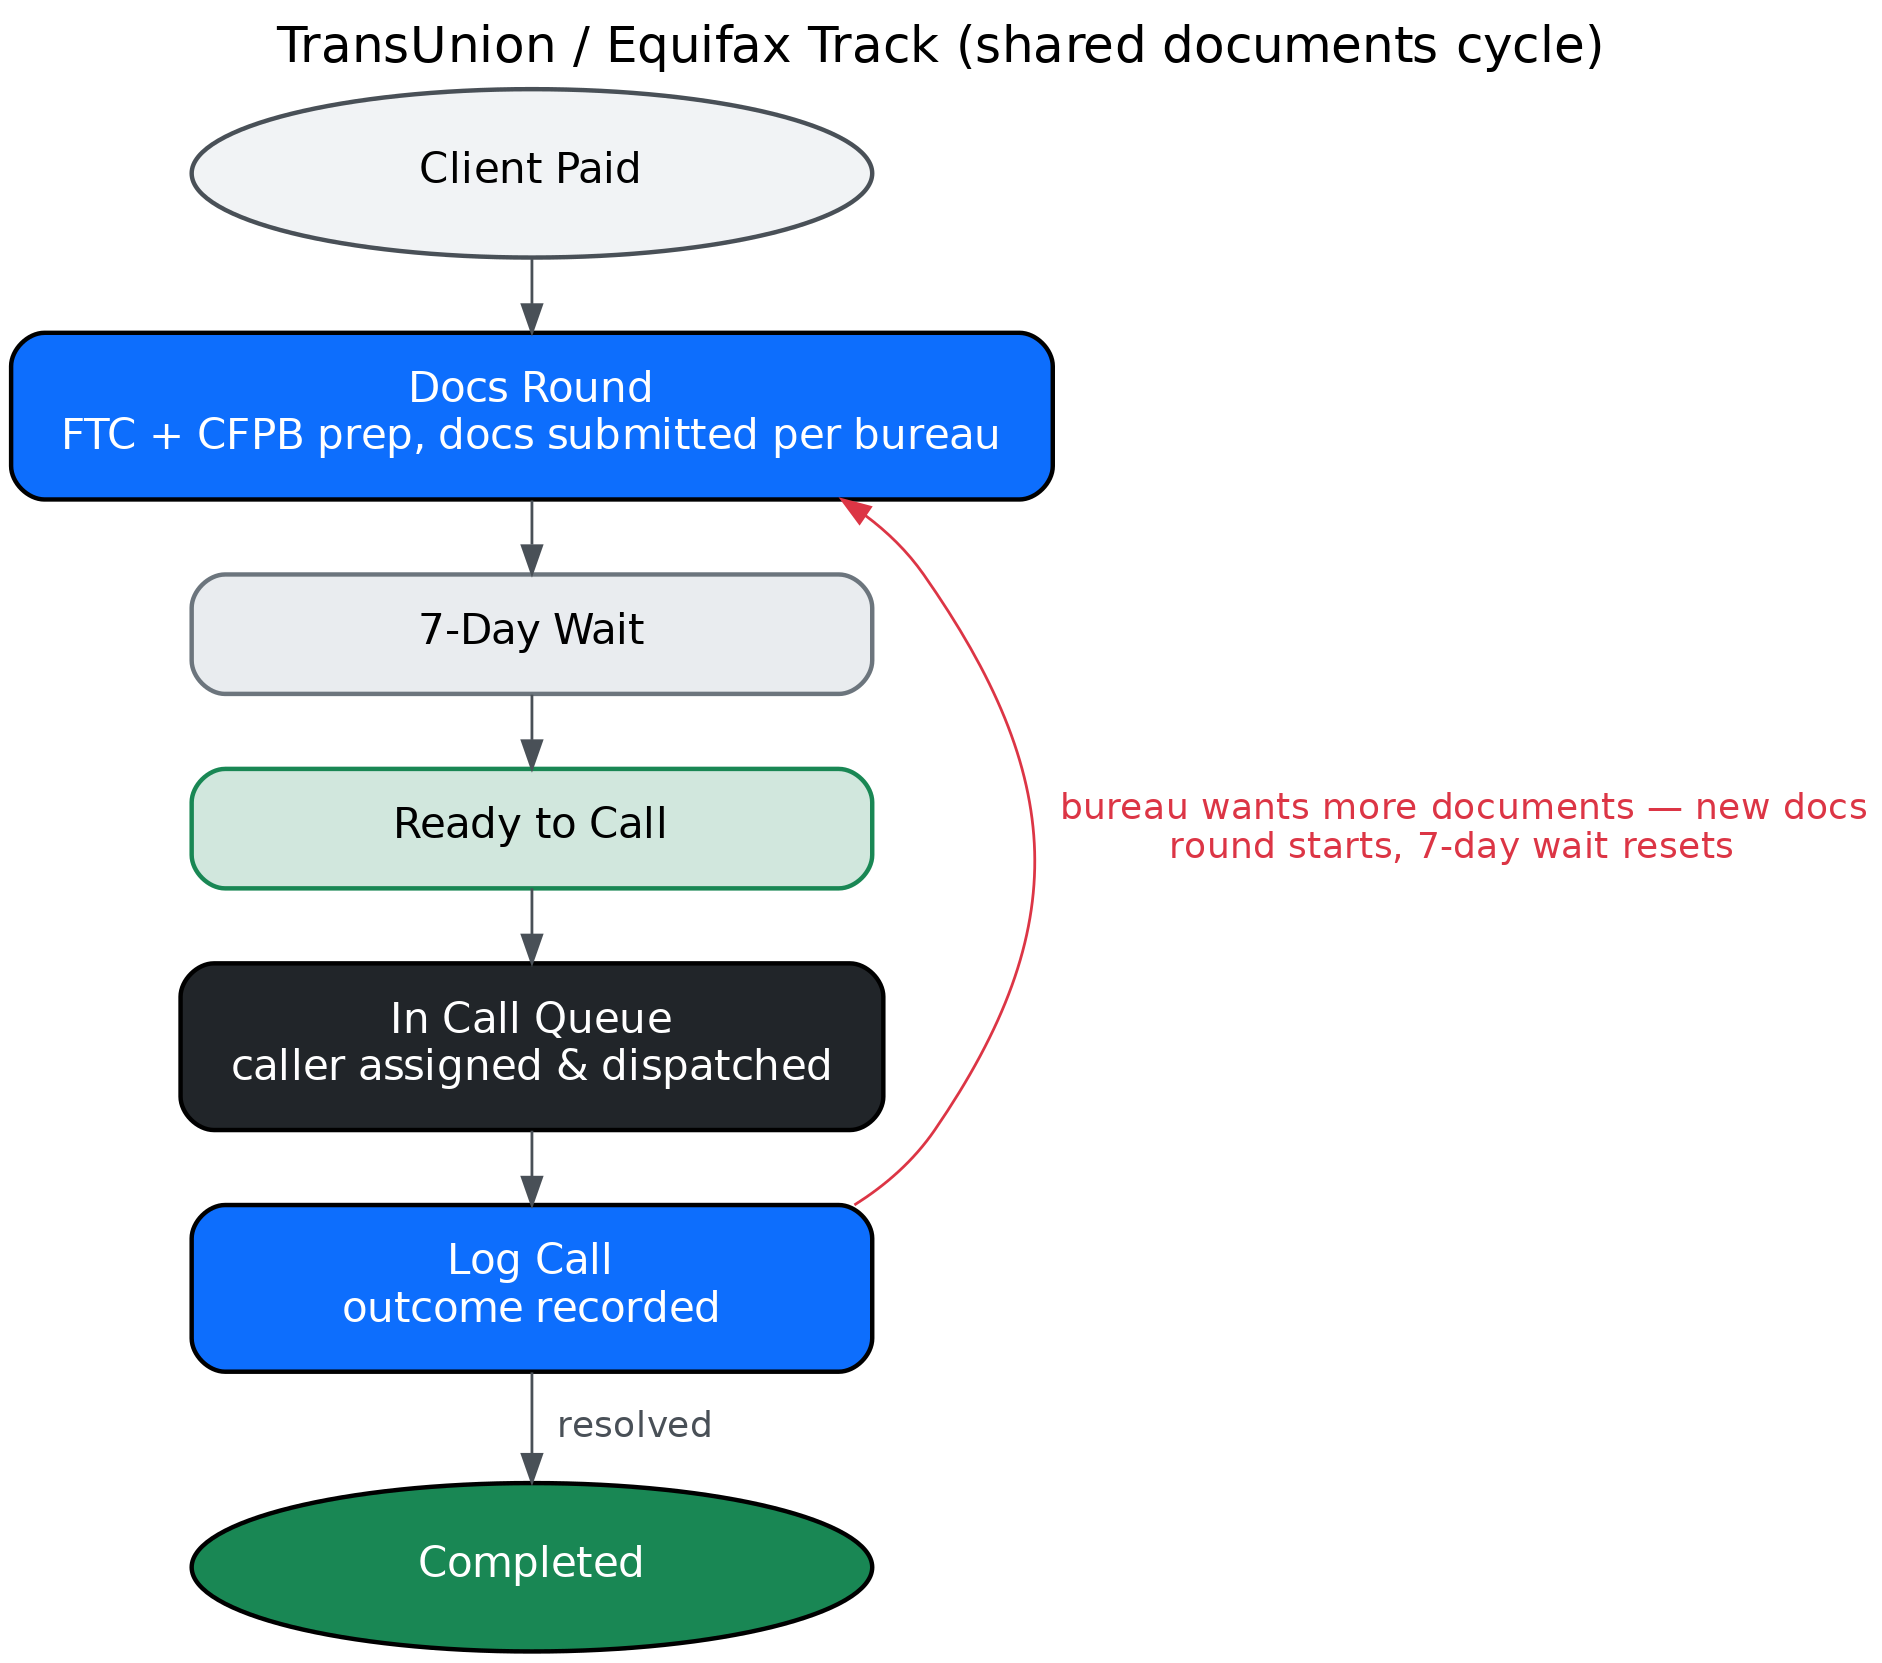 TransUnion / Equifax Track (shared documents cycle)
Client Paid
Docs Round
FTC + CFPB prep, docs submitted per bureau
7-Day Wait
Ready to Call
bureau wants more documents — new docs
round starts, 7-day wait resets
In Call Queue
caller assigned & dispatched
Log Call
outcome recorded
resolved
Completed